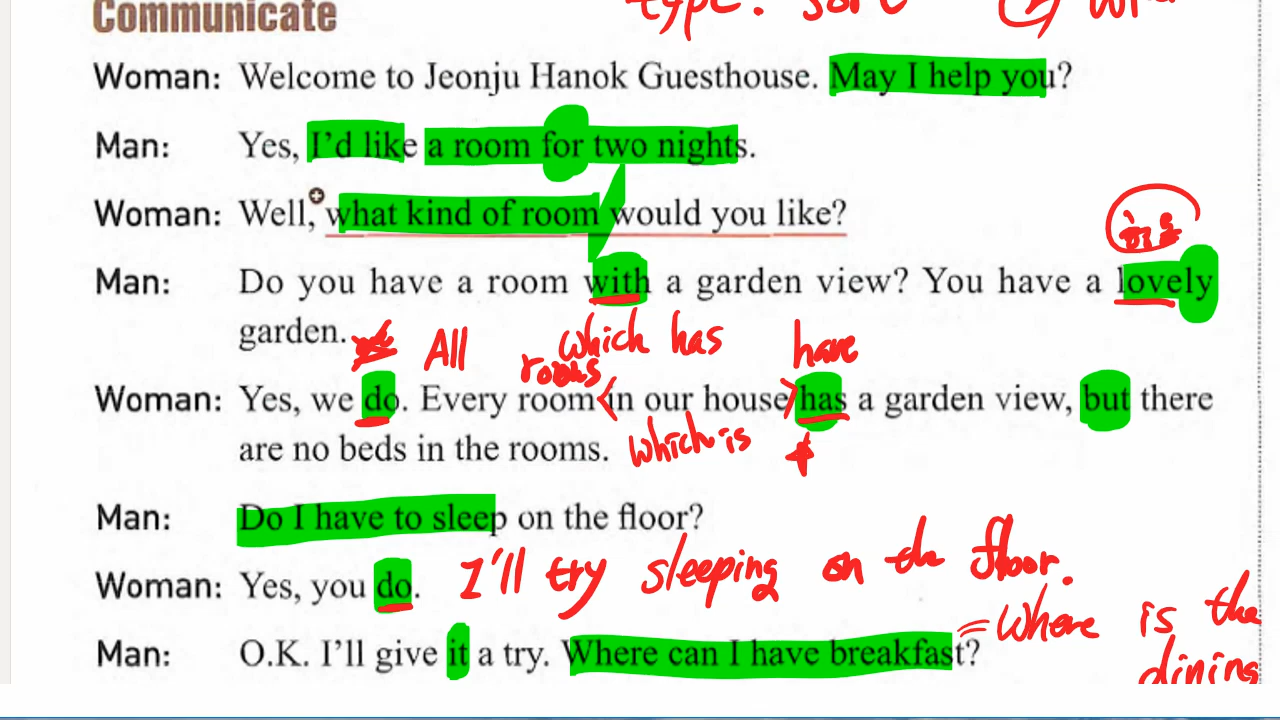 Communicate
type. sort
Woman: Welcome to Jeonju Hanok Guesthouse. May I help you?
Man: Yes, I'd like a room for two nights.
Woman: Well, what kind of room would you like?
Man: Do you have a room with a garden view? You have a lovely
garden.
All
rooms
which has
have
Woman: Yes, we do. Every room in our house has a garden view, but there
are no beds in the rooms.
which is
Man: Do I have to sleep on the floor?
Woman: Yes, you do.
I'll try sleeping on the floor.
Man: O.K. I'll give it a try. Where can I have breakfast?
= Where is the
dining